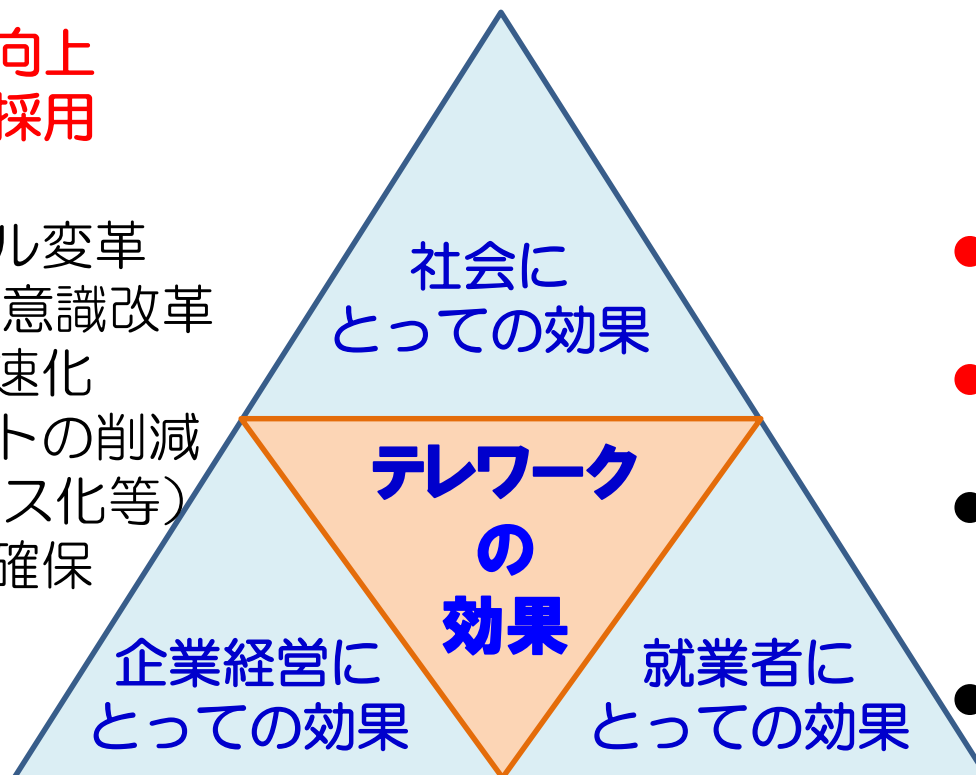 向上
採用
ル変革
意識改革
速化
トの削減
ス化等）
確保
社会に
とっての効果
テレワーク
の
効果
企業経営に
とっての効果
就業者に
とっての効果